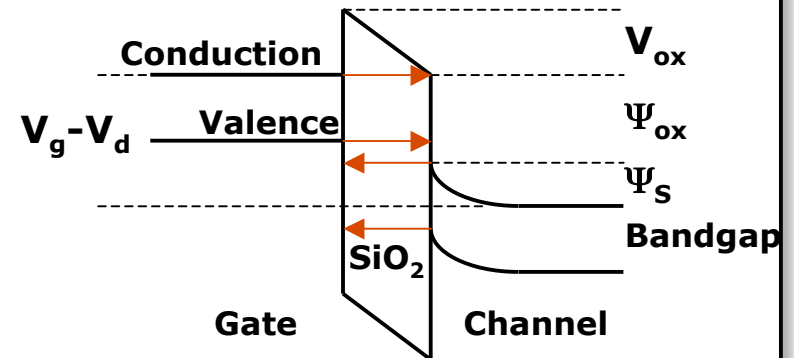 Conduction
V_ox
Valence
V_g-V_d
Ψ_ox
Ψ_S
Bandgap
SiO_2
Gate
Channel